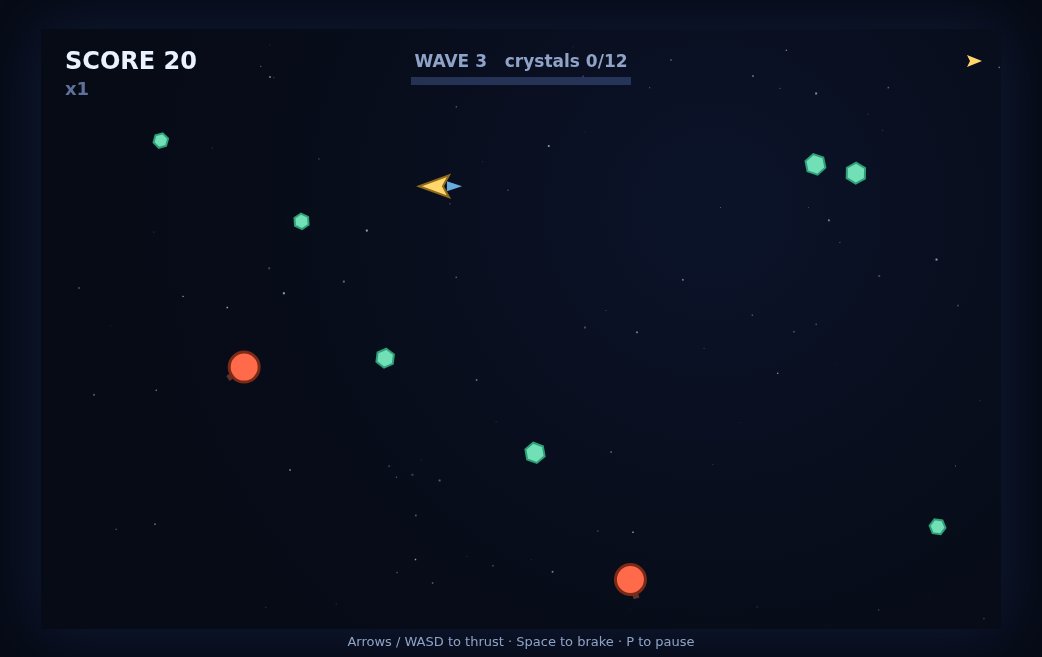 SCORE 20
x1
WAVE 3 crystals 0/12
Arrows / WASD to thrust · Space to brake · P to pause